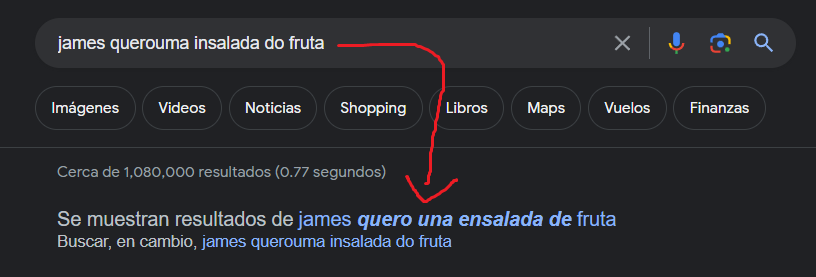 james querouma insalada do fruta
Imágenes Videos Noticias Shopping Libros Maps Vuelos Finanzas
Cerca de 1,080,000 resultados (0.77 segundos)
Se muestran resultados de james quero una ensalada de fruta
Buscar, en cambio, james querouma insalada do fruta